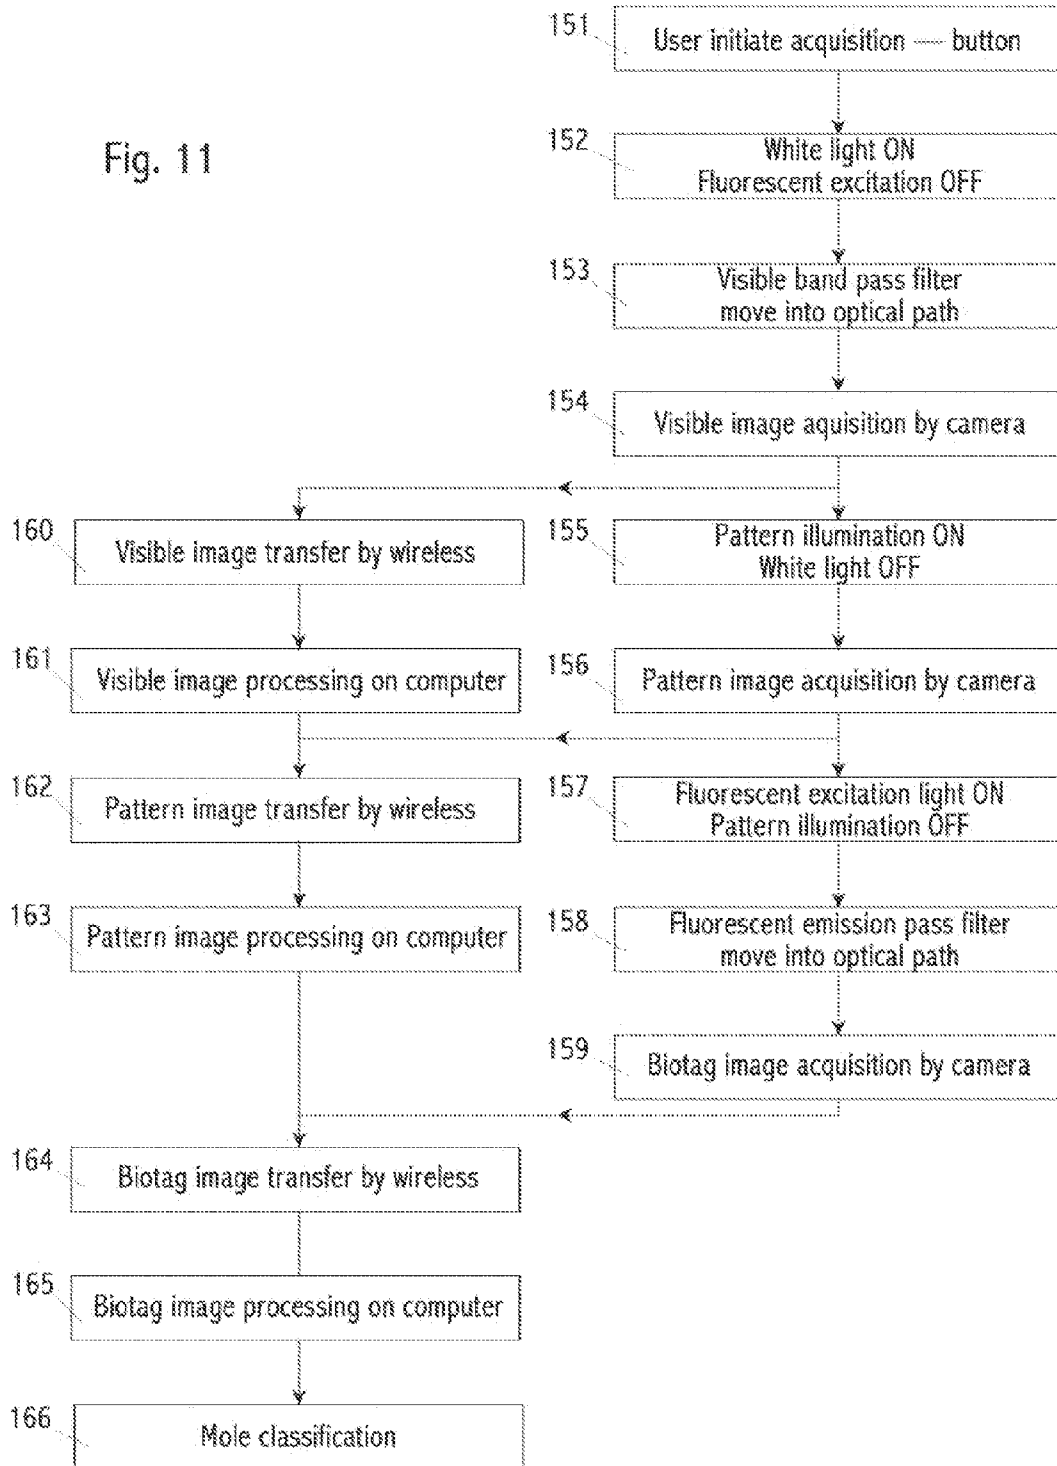 Fig. 11
151
User initiate acquisition — button
152
White light ON
Fluorescent excitation OFF
153
Visible band pass filter
move into optical path
154
Visible image aquisition by camera
160
Visible image transfer by wireless
155
Pattern illumination ON
White light OFF
161
Visible image processing on computer
156
Pattern image acquisition by camera
162
Pattern image transfer by wireless
157
Fluorescent excitation light ON
Pattern illumination OFF
163
Pattern image processing on computer
158
Fluorescent emission pass filter
move into optical path
159
Biotag image acquisition by camera
164
Biotag image transfer by wireless
165
Biotag image processing on computer
166
Mole classification